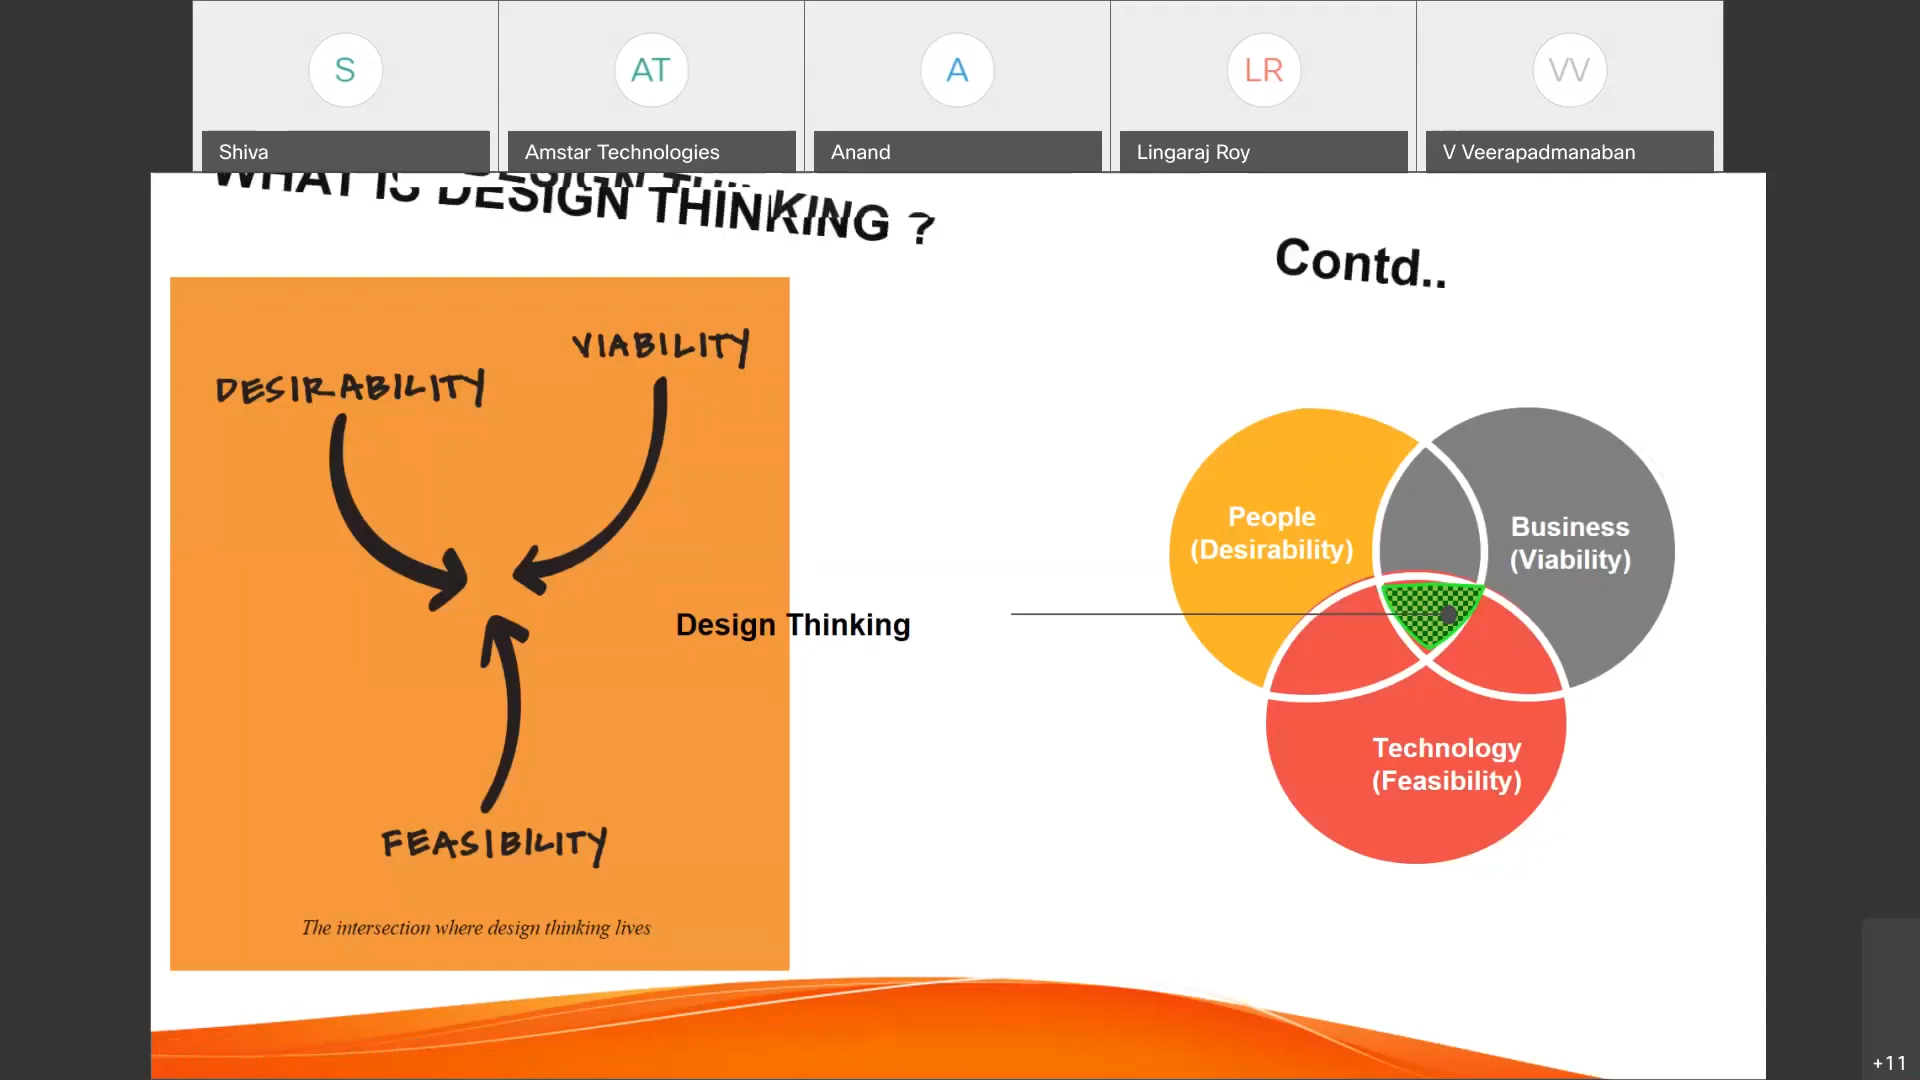 S
AT
A
LR
VV
Shiva
Amstar Technologies
Anand
Lingaraj Roy
V Veerapadmanaban
WHAT IS DESIGN THINKING ?
Contd..
VIABILITY
DESIRABILITY
People
(Desirability)
Business
(Viability)
Design Thinking
Technology
(Feasibility)
FEASIBILITY
The intersection where design thinking lives
+11